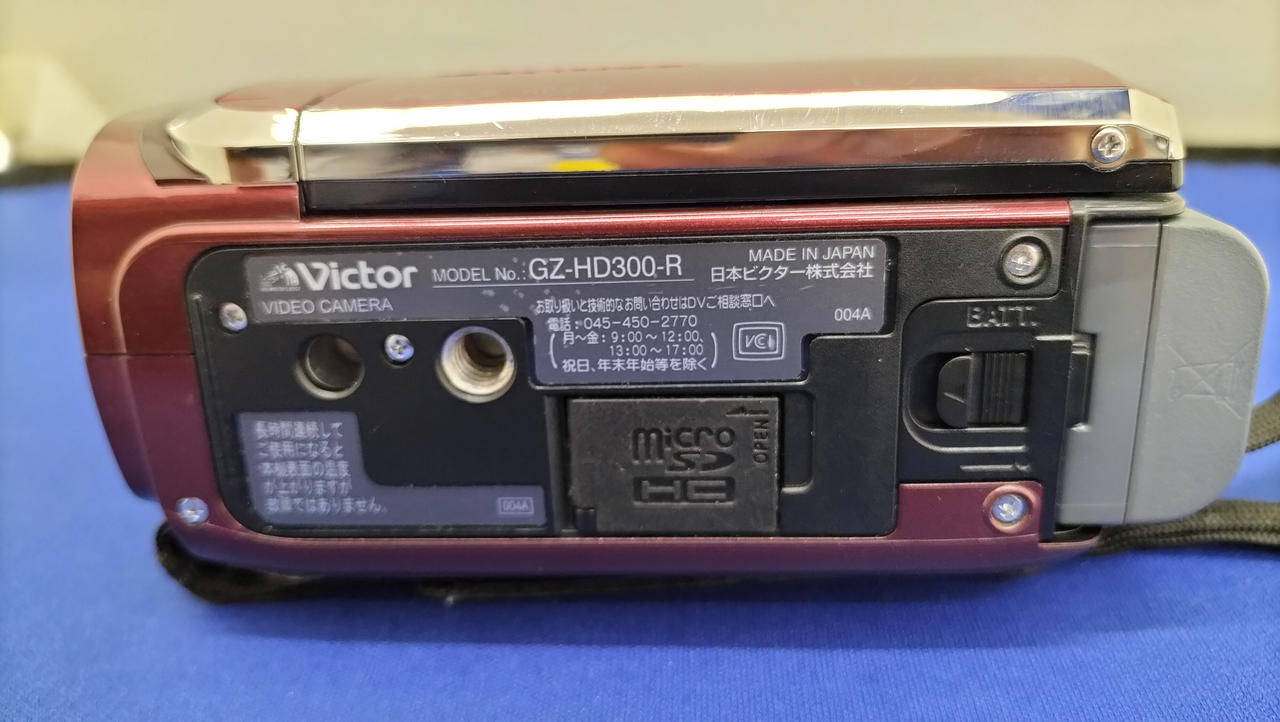 Victor MODEL No.: GZ-HD300-R
VIDEO CAMERA
MADE IN JAPAN
日本ビクター株式会社
お取り扱いと技術的なお問い合わせはDVご相談窓口へ
電話:045-450-2770
(月〜金:9:00〜12:00、
13:00〜17:00
祝日、年末年始等を除く)
VCCI
004A
BATT.
長時間連続して
ご使用になると
本機表面の温度
が上がりますが
故障ではありません。
004A
micro
SD
HC
OPEN